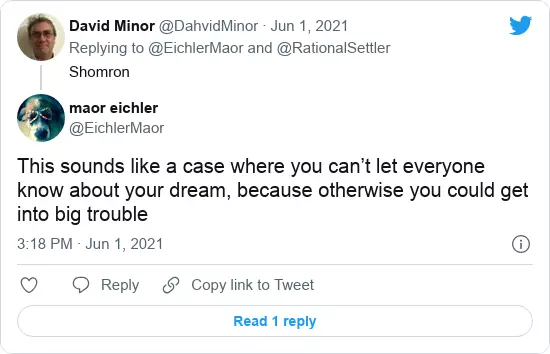 David Minor @DahvidMinor · Jun 1, 2021
Replying to @EichlerMaor and @RationalSettler
Shomron
maor eichler
@EichlerMaor
This sounds like a case where you can’t let everyone
know about your dream, because otherwise you could get
into big trouble
3:18 PM · Jun 1, 2021
Reply
Copy link to Tweet
Read 1 reply